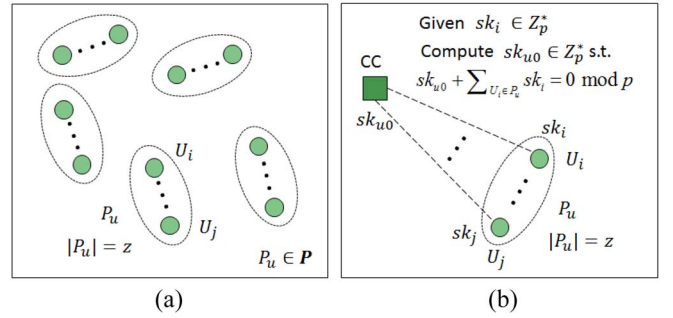 U_i
P_u
U_j
|P_u| = z
P_u ∈ P
(a)
Given sk_i ∈ Z_p^*
Compute sk_{u0} ∈ Z_p^* s.t.
CC
sk_{u0} + ∑_{U_i∈P_u} sk_i = 0 mod p
sk_{u0}
sk_i
U_i
P_u
sk_j
|P_u| = z
U_j
(b)